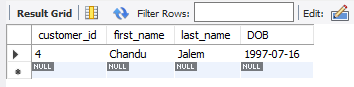 Result Grid Filter Rows: Edit:
customer_id first_name last_name DOB
4 Chandu Jalem 1997-07-16
NULL NULL NULL NULL